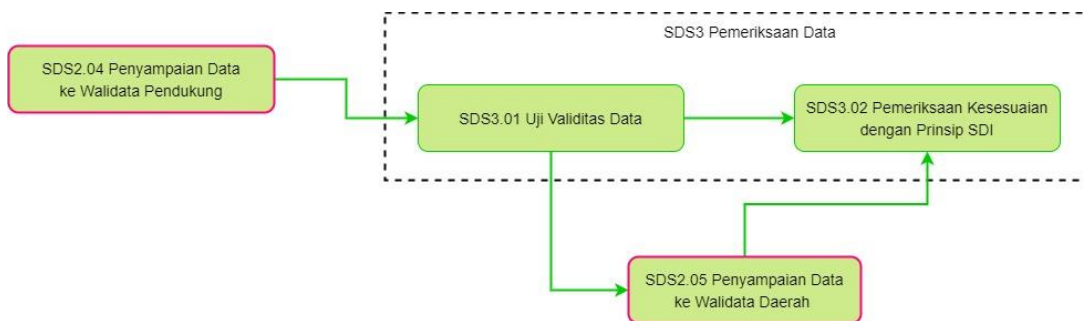 SDS3 Pemeriksaan Data
SDS2.04 Penyampaian Data
ke Walidata Pendukung
SDS3.01 Uji Validitas Data
SDS3.02 Pemeriksaan Kesesuaian
dengan Prinsip SDI
SDS2.05 Penyampaian Data
ke Walidata Daerah